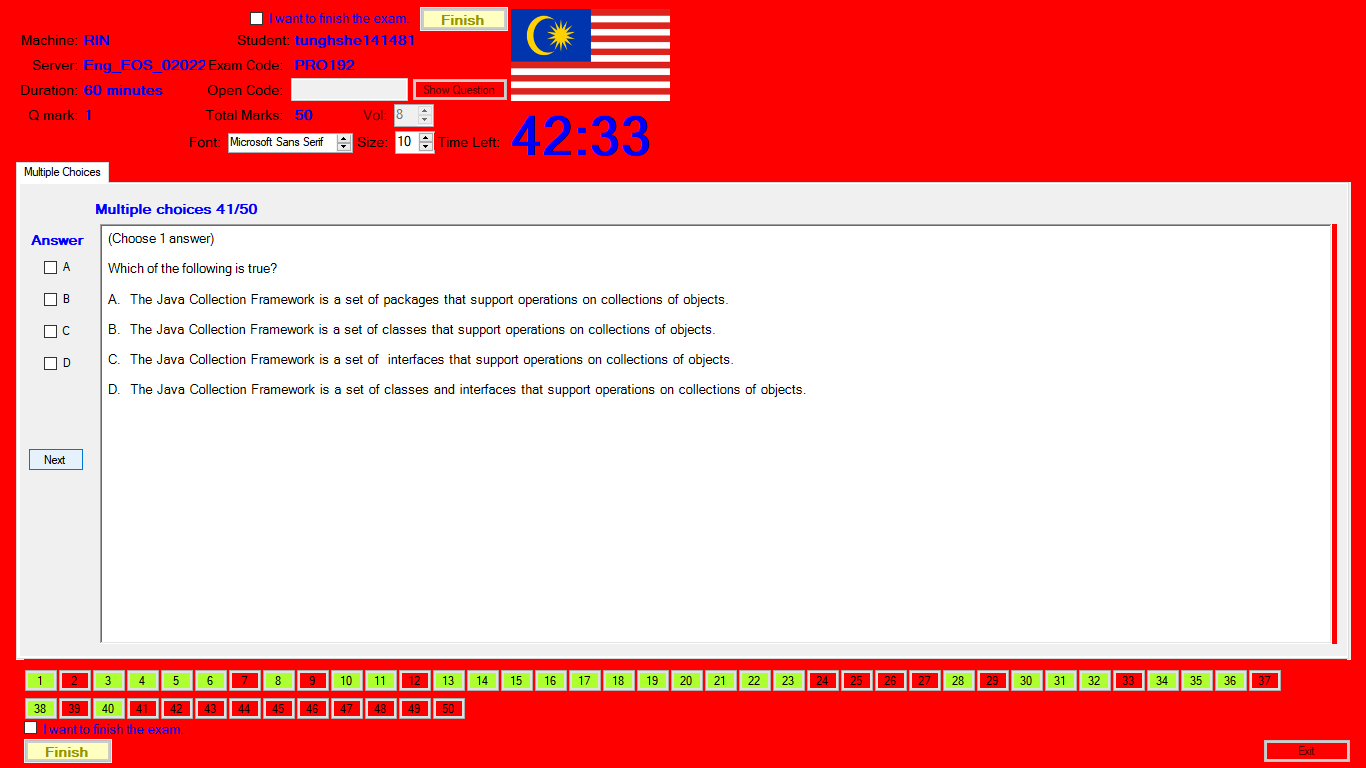 I want to finish the exam. Finish
Machine: RIN Student: tunghshe141481
Server: Eng_EOS_02022 Exam Code: PRO192
Duration: 60 minutes Open Code: Show Question
Q mark: 1 Total Marks: 50 Vol: 8
Font: Microsoft Sans Serif Size: 10 Time Left: 42:33
Multiple Choices
Multiple choices 41/50
Answer
(Choose 1 answer)
A
Which of the following is true?
B
A. The Java Collection Framework is a set of packages that support operations on collections of objects.
C
B. The Java Collection Framework is a set of classes that support operations on collections of objects.
D
C. The Java Collection Framework is a set of interfaces that support operations on collections of objects.
D. The Java Collection Framework is a set of classes and interfaces that support operations on collections of objects.
Next
1 2 3 4 5 6 7 8 9 10 11 12 13 14 15 16 17 18 19 20 21 22 23 24 25 26 27 28 29 30 31 32 33 34 35 36 37
38 39 40 41 42 43 44 45 46 47 48 49 50
I want to finish the exam.
Finish Exit